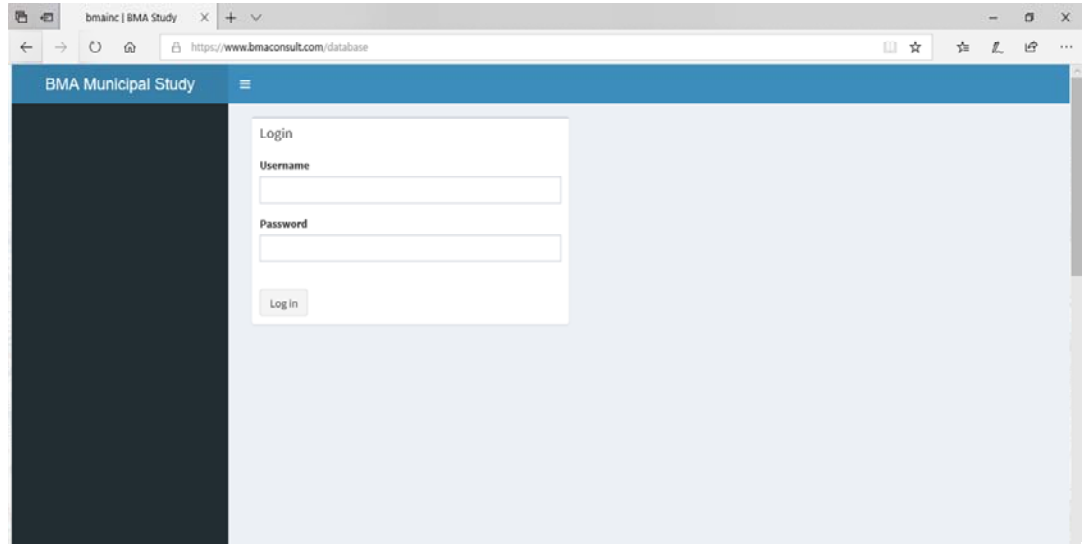 bmainc | BMA Study
https://www.bmaconsult.com/database
BMA Municipal Study
Login
Username
Password
Log in